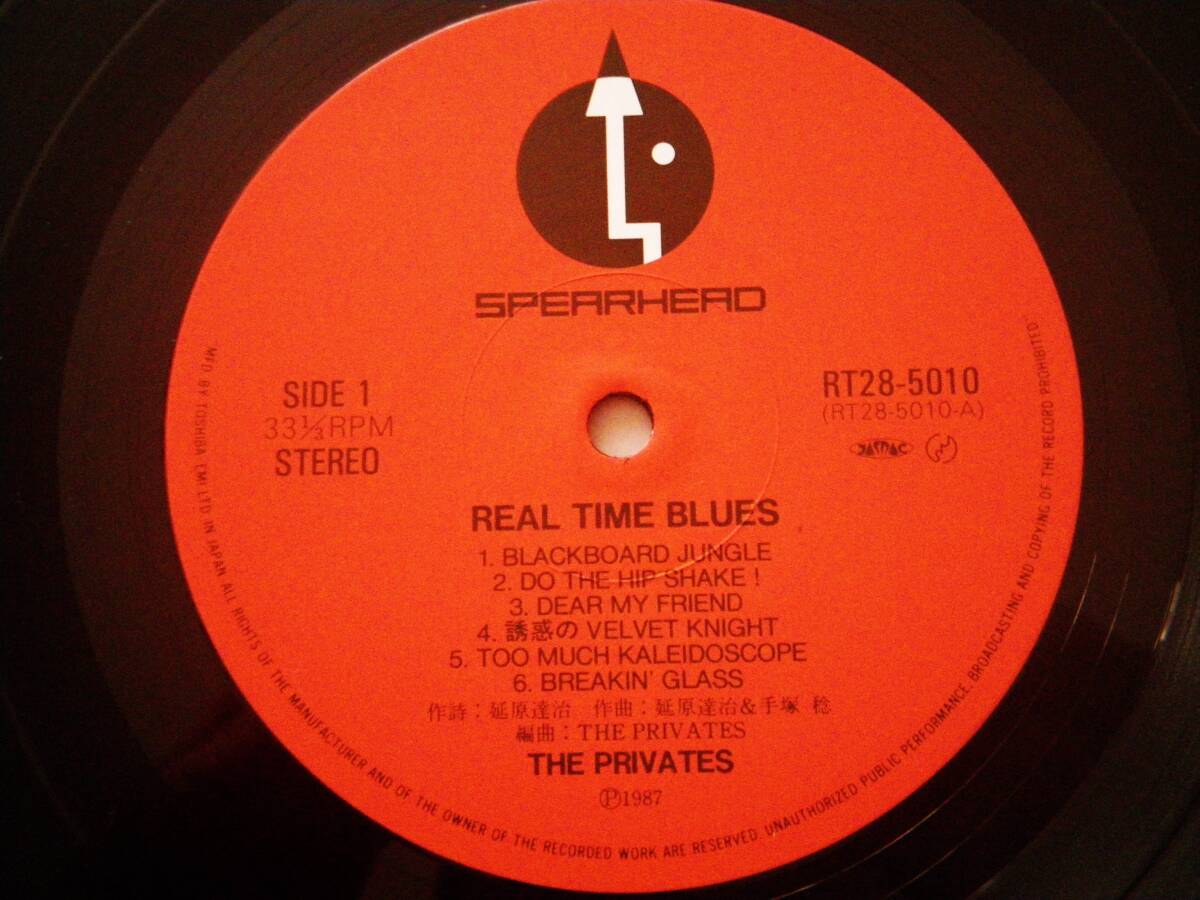 SPEARHEAD
SIDE 1
33⅓RPM
STEREO
RT28-5010
(RT28-5010-A)
JASRAC
REAL TIME BLUES
1. BLACKBOARD JUNGLE
2. DO THE HIP SHAKE!
3. DEAR MY FRIEND
4. 誘惑の VELVET KNIGHT
5. TOO MUCH KALEIDOSCOPE
6. BREAKIN' GLASS
作詩：延原達治 作曲：延原達治&手塚 稔
編曲：THE PRIVATES
THE PRIVATES
Ⓟ1987
MFD. BY TOSHIBA EMI LTD IN JAPAN ALL RIGHTS OF THE MANUFACTURER AND OF THE OWNER OF THE RECORDED WORK ARE RESERVED. UNAUTHORIZED PUBLIC PERFORMANCE, BROADCASTING AND COPYING OF THE RECORD PROHIBITED.